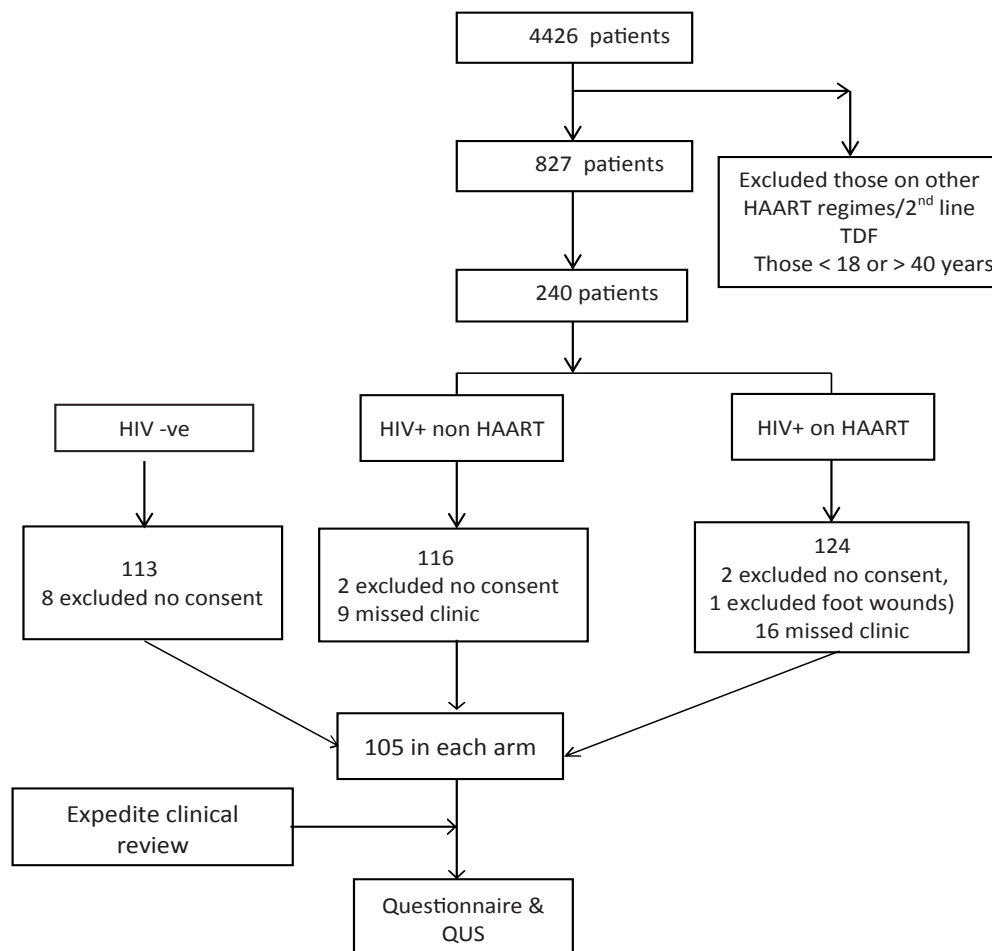 4426 patients
827 patients
Excluded those on other
HAART regimes/2nd line
TDF
Those < 18 or > 40 years
240 patients
HIV -ve
HIV+ non HAART
HIV+ on HAART
113
8 excluded no consent
116
2 excluded no consent
9 missed clinic
124
2 excluded no consent,
1 excluded foot wounds)
16 missed clinic
105 in each arm
Expedite clinical
review
Questionnaire &
QUS